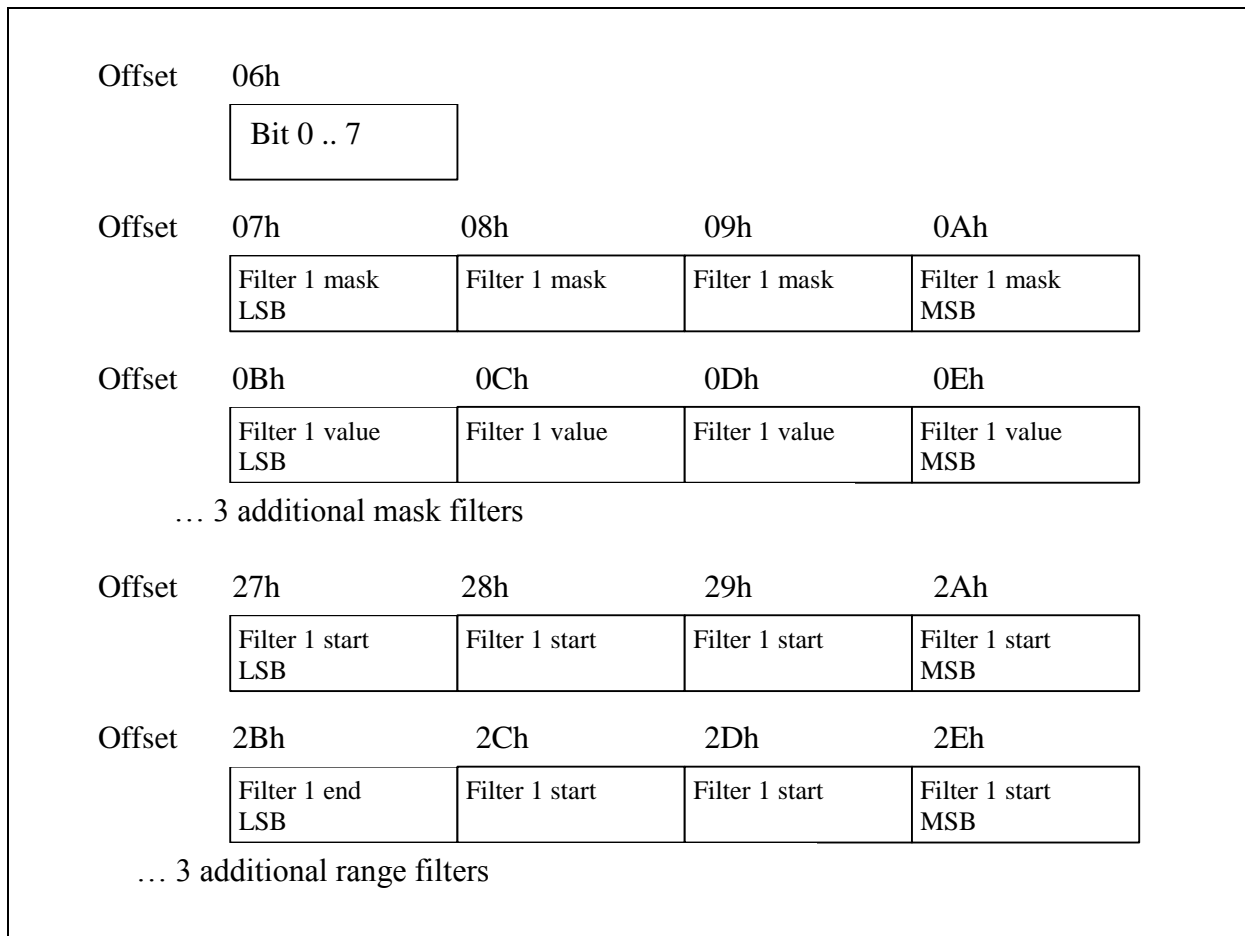 Offset 06h
Bit 0 .. 7
Offset 07h 08h 09h 0Ah
Filter 1 mask Filter 1 mask Filter 1 mask Filter 1 mask
LSB MSB
Offset 0Bh 0Ch 0Dh 0Eh
Filter 1 value Filter 1 value Filter 1 value Filter 1 value
LSB MSB
… 3 additional mask filters
Offset 27h 28h 29h 2Ah
Filter 1 start Filter 1 start Filter 1 start Filter 1 start
LSB MSB
Offset 2Bh 2Ch 2Dh 2Eh
Filter 1 end Filter 1 start Filter 1 start Filter 1 start
LSB MSB
… 3 additional range filters